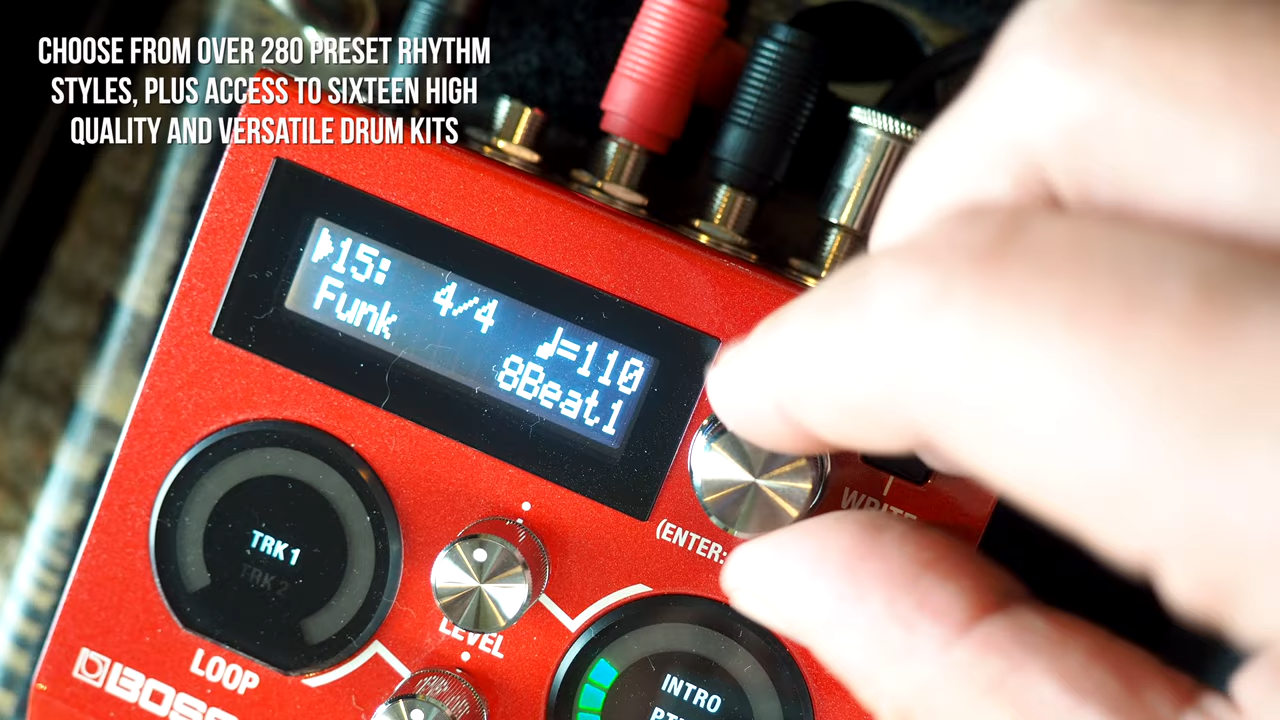 CHOOSE FROM OVER 280 PRESET RHYTHM
STYLES, PLUS ACCESS TO SIXTEEN HIGH
QUALITY AND VERSATILE DRUM KITS
15: 4/4 ♩=110
Funk 8Beat1
WRITE
(ENTER:
TRK 1
TRK 2
LEVEL
LOOP
BOSS
INTRO